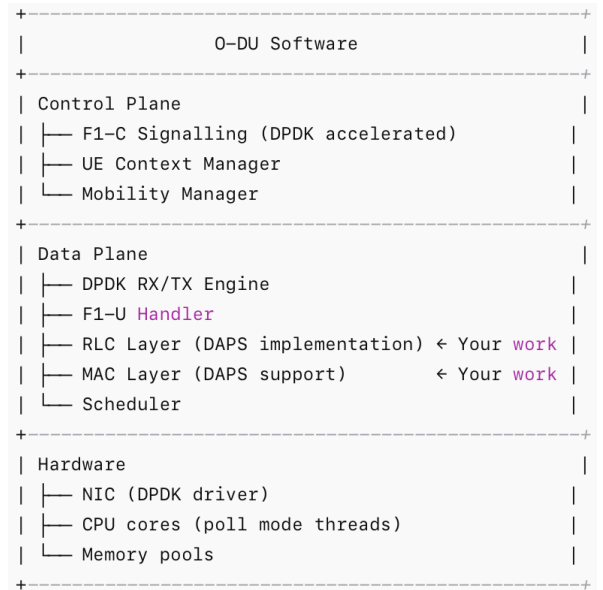 +---------------------------------------------------+
| O-DU Software |
+---------------------------------------------------+
| Control Plane |
| ├── F1-C Signalling (DPDK accelerated) |
| ├── UE Context Manager |
| └── Mobility Manager |
+---------------------------------------------------+
| Data Plane |
| ├── DPDK RX/TX Engine |
| ├── F1-U Handler |
| ├── RLC Layer (DAPS implementation) ← Your work |
| ├── MAC Layer (DAPS support) ← Your work |
| └── Scheduler |
+---------------------------------------------------+
| Hardware |
| ├── NIC (DPDK driver) |
| ├── CPU cores (poll mode threads) |
| └── Memory pools |
+---------------------------------------------------+